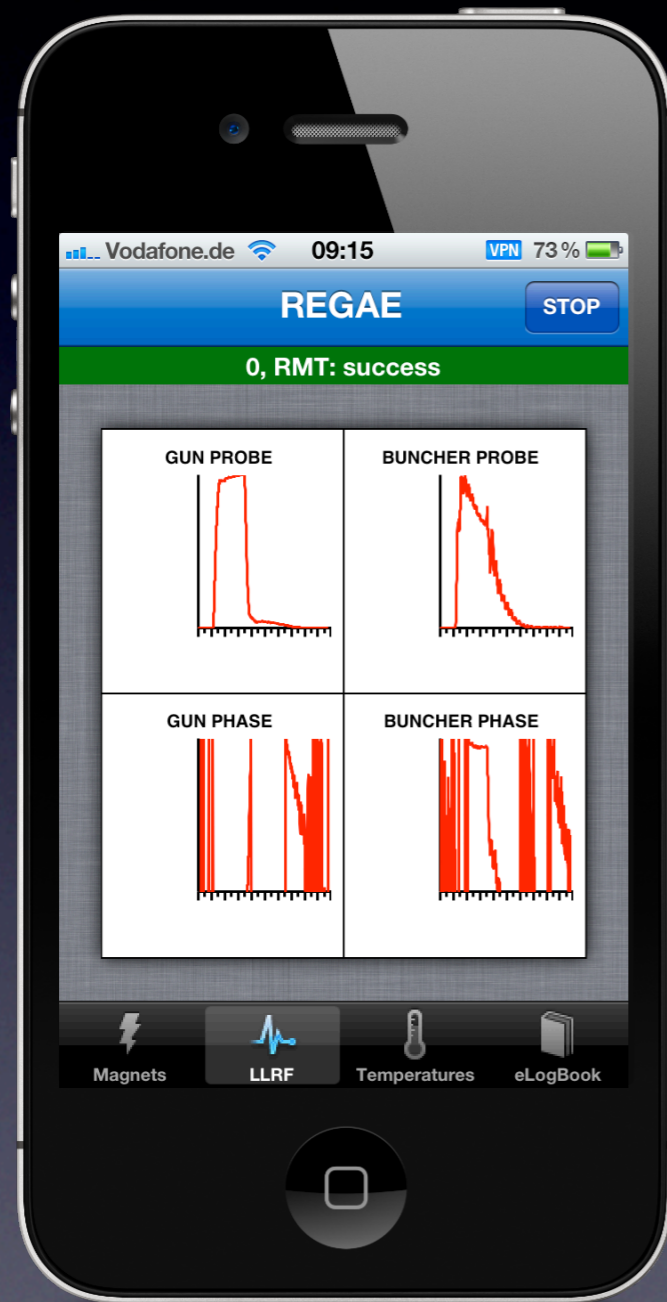 Vodafone.de 09:15 VPN 73%
REGAE STOP
0, RMT: success
GUN PROBE BUNCHER PROBE
GUN PHASE BUNCHER PHASE
Magnets LLRF Temperatures eLogBook